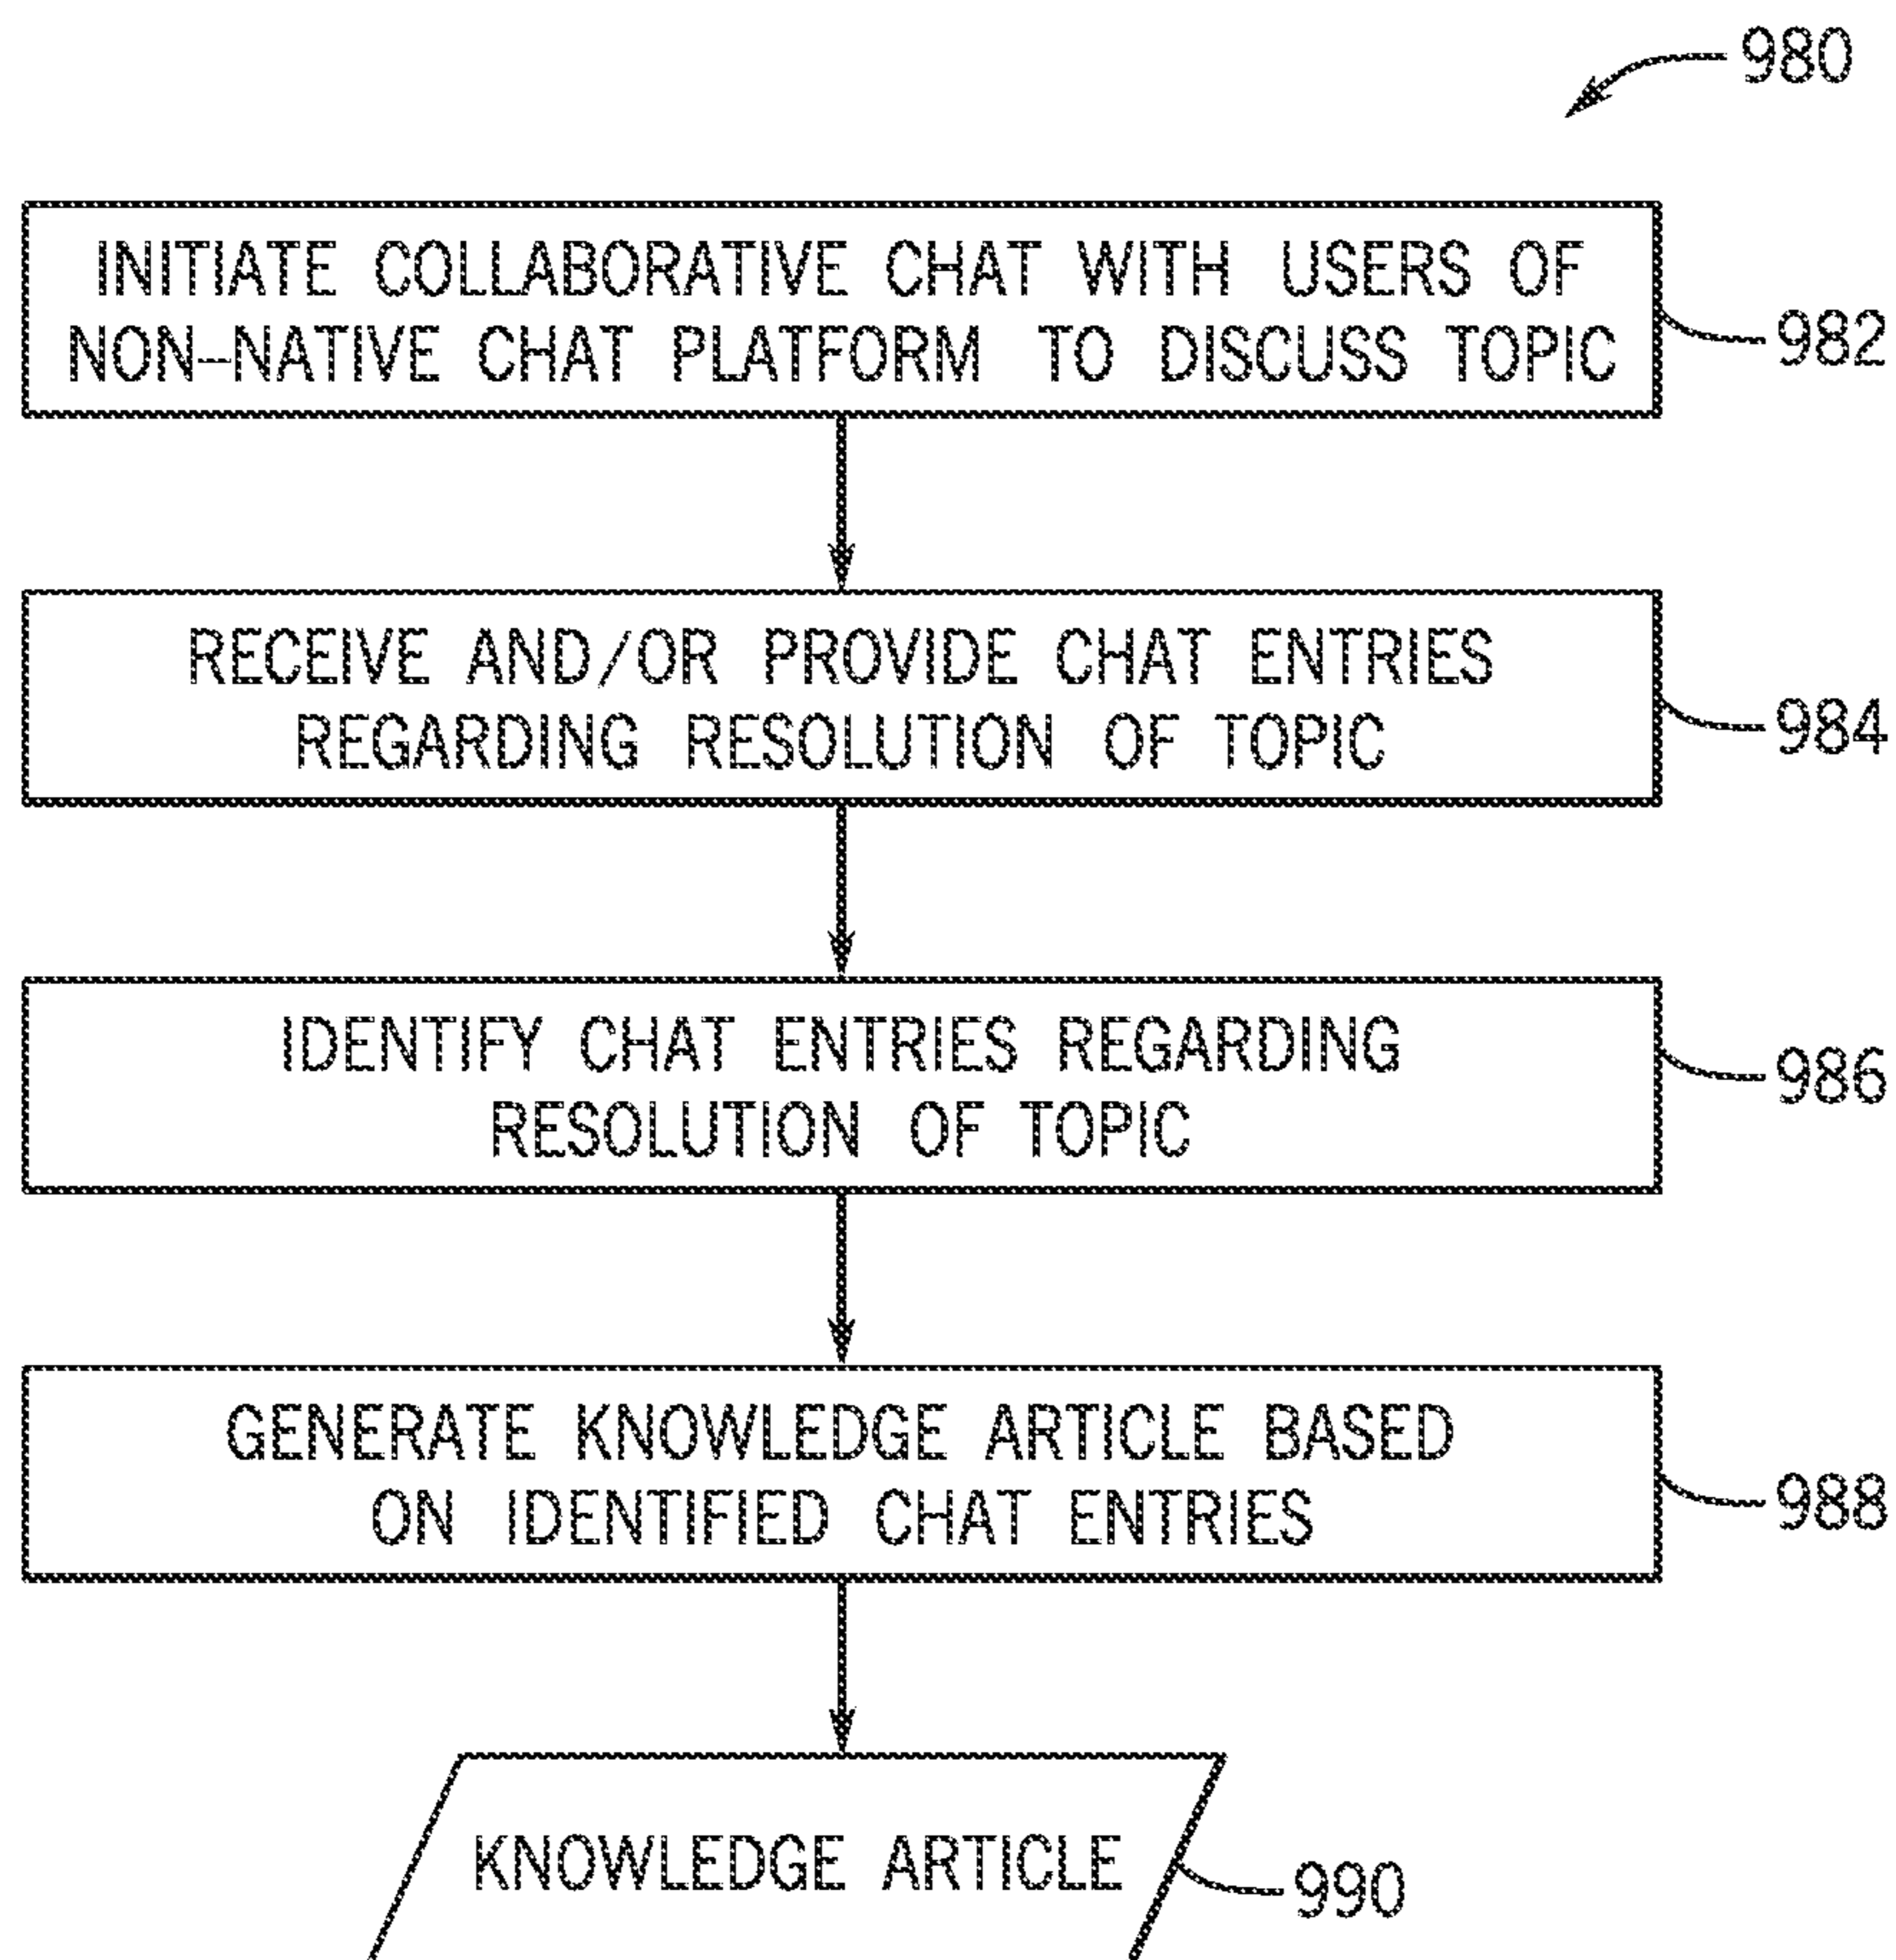 980
INITIATE COLLABORATIVE CHAT WITH USERS OF
NON-NATIVE CHAT PLATFORM TO DISCUSS TOPIC
982
RECEIVE AND/OR PROVIDE CHAT ENTRIES
REGARDING RESOLUTION OF TOPIC
984
IDENTIFY CHAT ENTRIES REGARDING
RESOLUTION OF TOPIC
986
GENERATE KNOWLEDGE ARTICLE BASED
ON IDENTIFIED CHAT ENTRIES
988
KNOWLEDGE ARTICLE
990